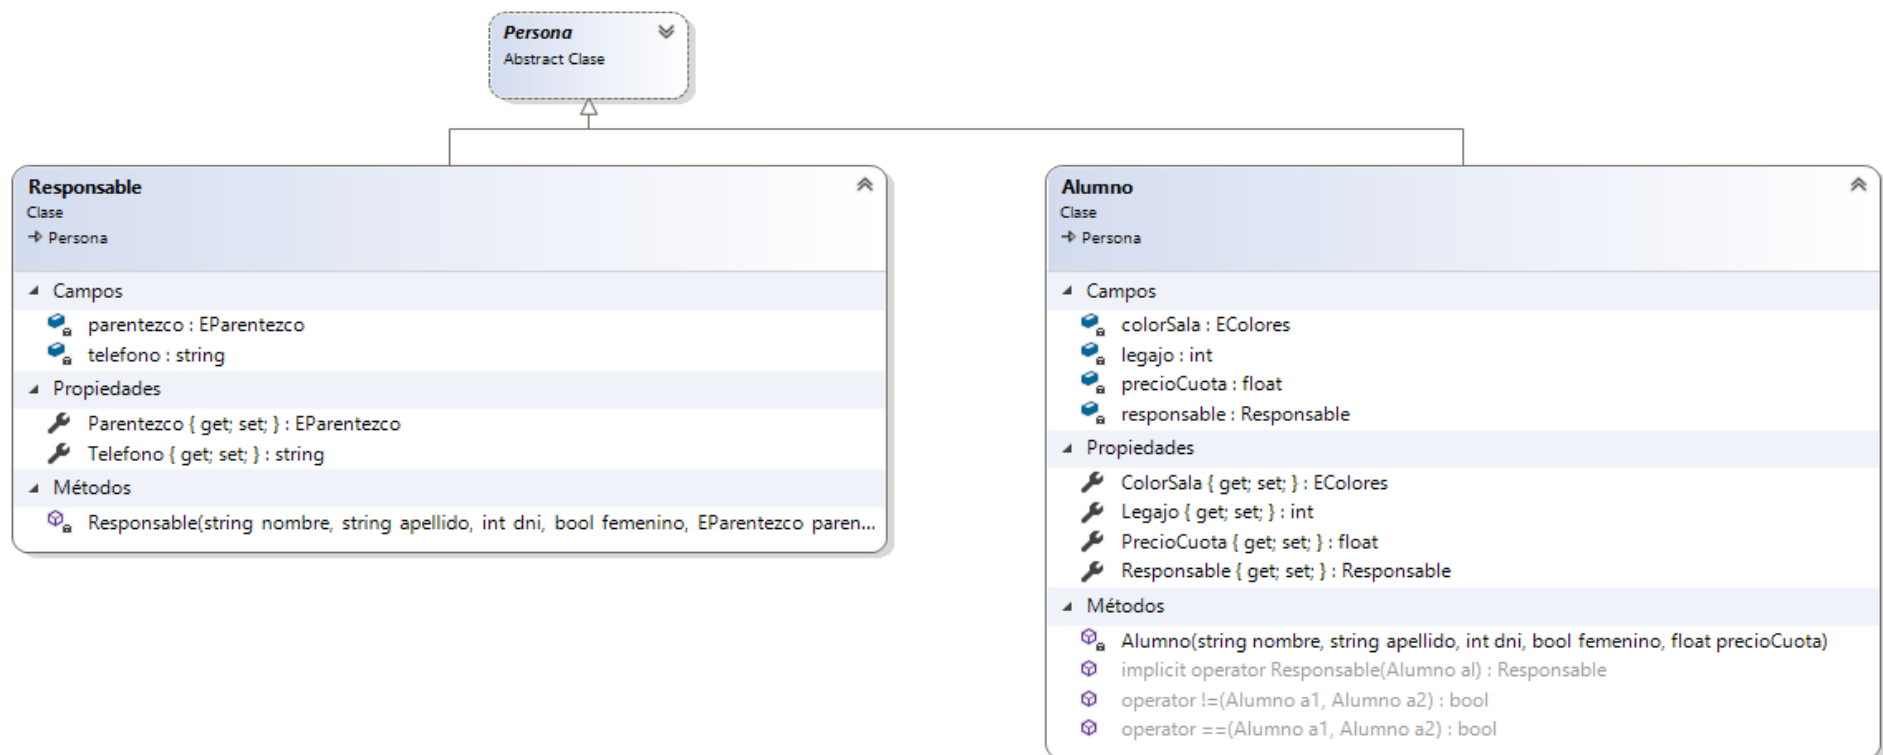 Persona
Abstract Clase
Responsable
Clase
Persona
Campos
parentezco : EParentezco
telefono : string
Propiedades
Parentezco { get; set; } : EParentezco
Telefono { get; set; } : string
Métodos
Responsable(string nombre, string apellido, int dni, bool femenino, EParentezco paren...
Alumno
Clase
Persona
Campos
colorSala : EColores
legajo : int
precioCuota : float
responsable : Responsable
Propiedades
ColorSala { get; set; } : EColores
Legajo { get; set; } : int
PrecioCuota { get; set; } : float
Responsable { get; set; } : Responsable
Métodos
Alumno(string nombre, string apellido, int dni, bool femenino, float precioCuota)
implicit operator Responsable(Alumno al) : Responsable
operator !=(Alumno a1, Alumno a2) : bool
operator ==(Alumno a1, Alumno a2) : bool